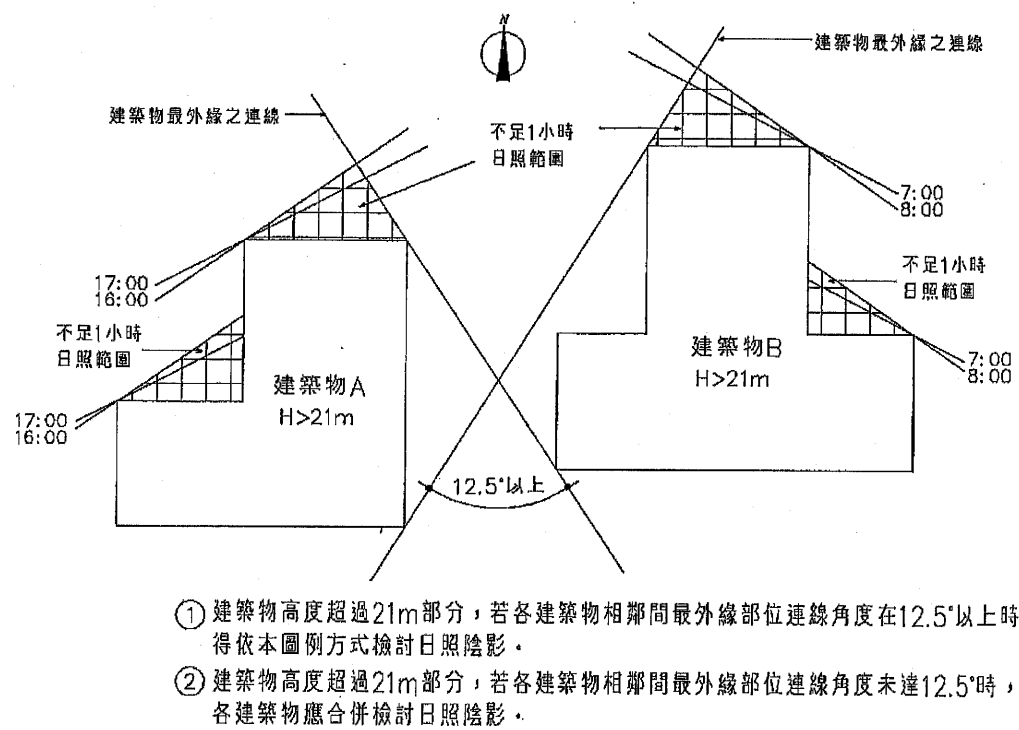 N
建築物最外緣之連線
建築物最外緣之連線
不足1小時
日照範圍
7:00
8:00
17:00
16:00
不足1小時
日照範圍
不足1小時
日照範圍
建築物A
H>21m
建築物B
H>21m
7:00
8:00
17:00
16:00
12.5°以上
① 建築物高度超過21m部分，若各建築物相鄰間最外緣部位連線角度在12.5°以上時
得依本圖例方式檢討日照陰影。
② 建築物高度超過21m部分，若各建築物相鄰間最外緣部位連線角度未達12.5°時，
各建築物應合併檢討日照陰影。